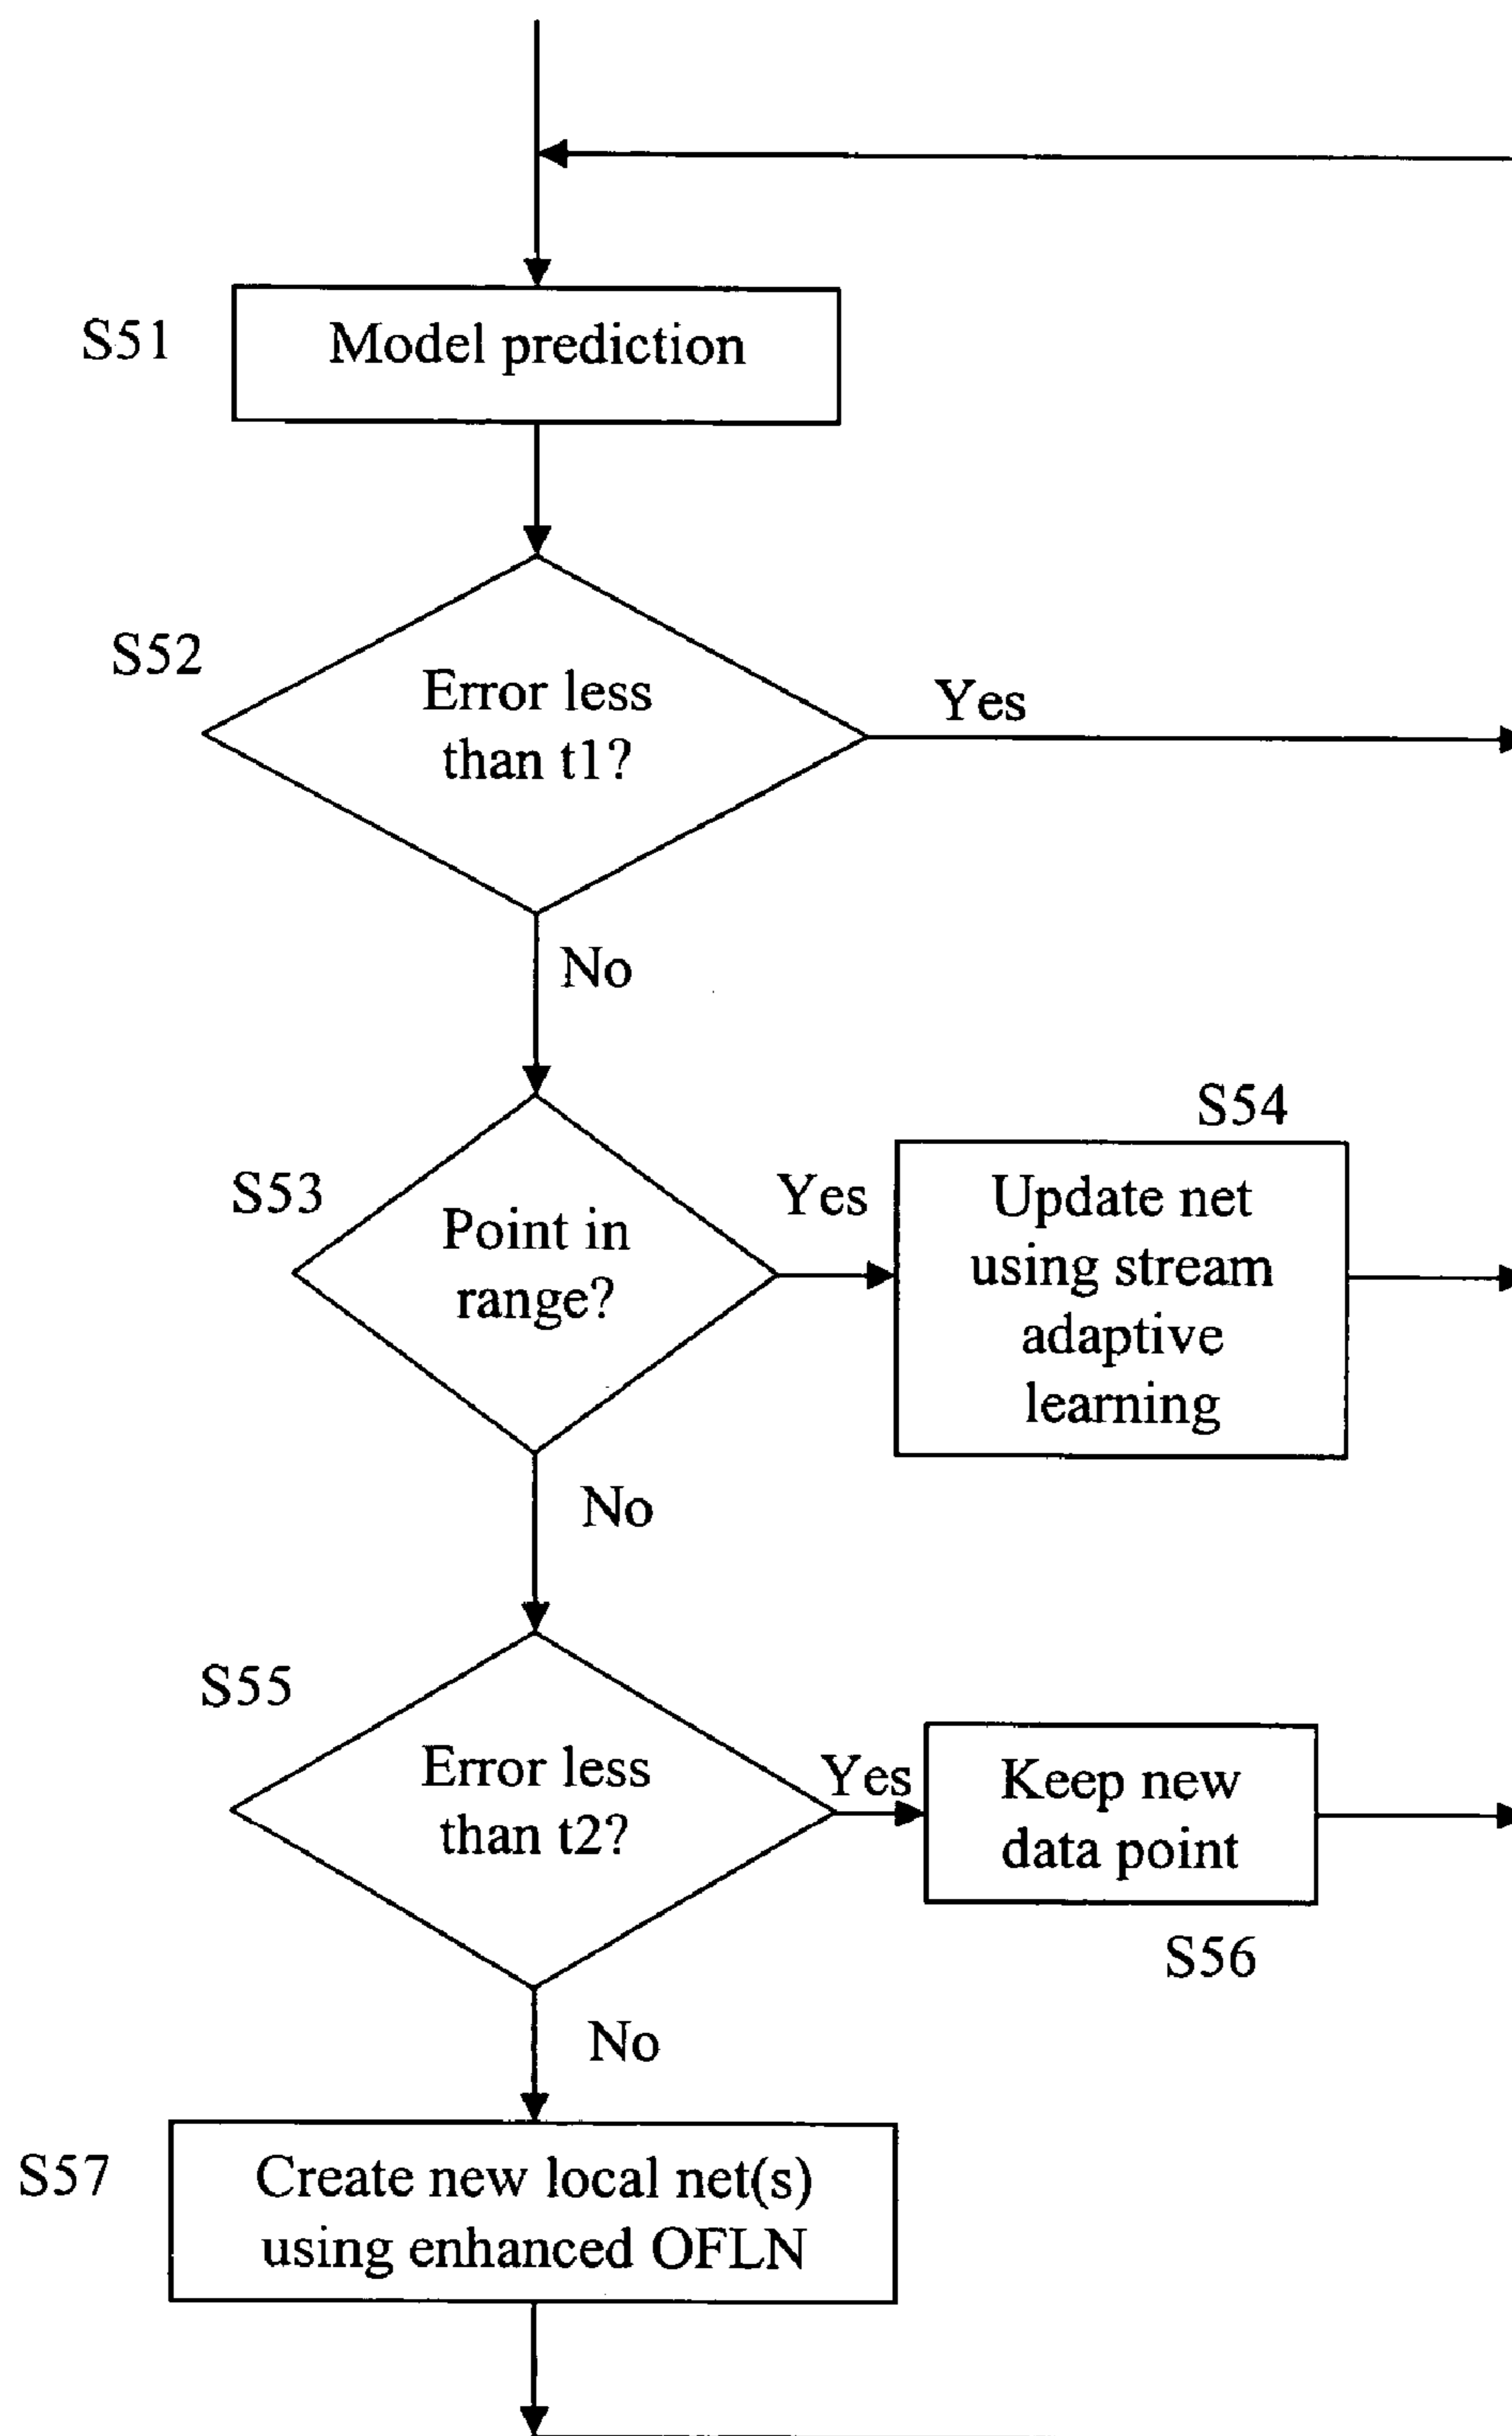 S51
Model prediction
S52
Error less
than t1?
Yes
No
S54
S53
Point in
range?
Yes
Update net
using stream
adaptive
learning
No
S55
Error less
than t2?
Yes
Keep new
data point
S56
No
S57
Create new local net(s)
using enhanced OFLN